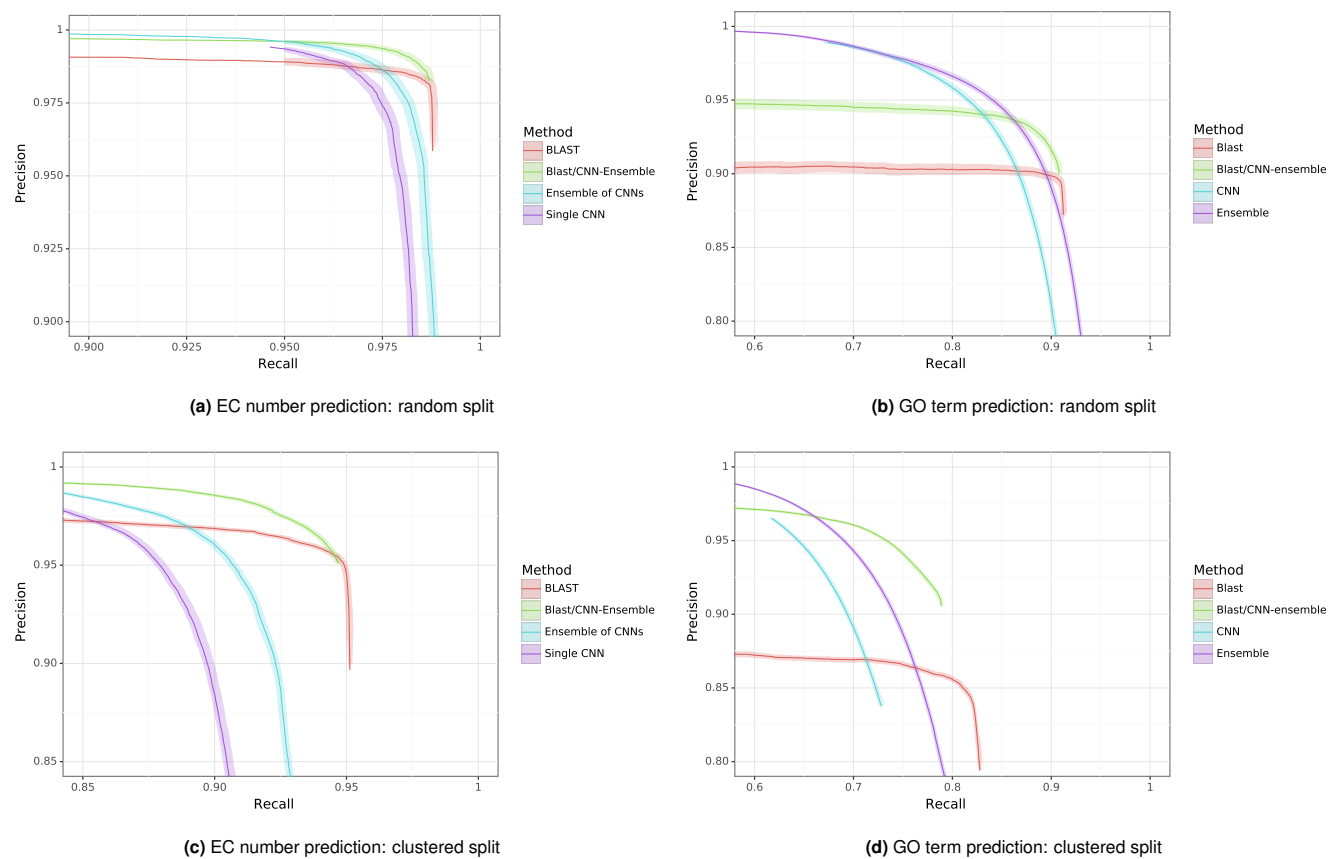 1
0.975
0.950
0.925
0.900
Precision
0.900
0.925
0.950
0.975
1
Recall
Method
BLAST
Blast/CNN-Ensemble
Ensemble of CNNs
Single CNN
(a) EC number prediction: random split
1
0.95
0.90
0.85
0.80
Precision
0.6
0.7
0.8
0.9
1
Recall
Method
Blast
Blast/CNN-ensemble
CNN
Ensemble
(b) GO term prediction: random split
1
0.95
0.90
0.85
Precision
0.85
0.90
0.95
1
Recall
Method
BLAST
Blast/CNN-Ensemble
Ensemble of CNNs
Single CNN
(c) EC number prediction: clustered split
1
0.95
0.90
0.85
0.80
Precision
0.6
0.7
0.8
0.9
1
Recall
Method
Blast
Blast/CNN-ensemble
CNN
Ensemble
(d) GO term prediction: clustered split